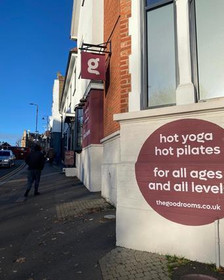 g
hot yoga
hot pilates
for all ages
and all level
thegoodrooms.co.uk